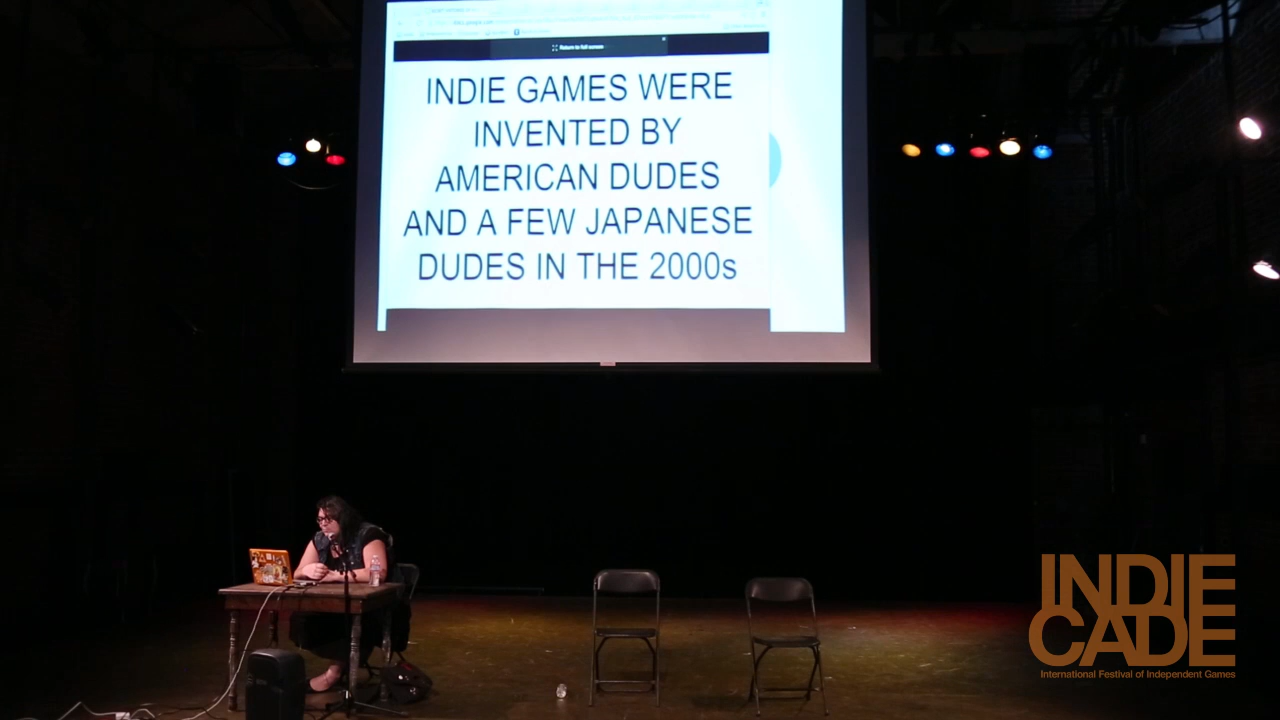 Return to full screen
INDIE GAMES WERE
INVENTED BY
AMERICAN DUDES
AND A FEW JAPANESE
DUDES IN THE 2000s
INDIE
CADE
International Festival of Independent Games